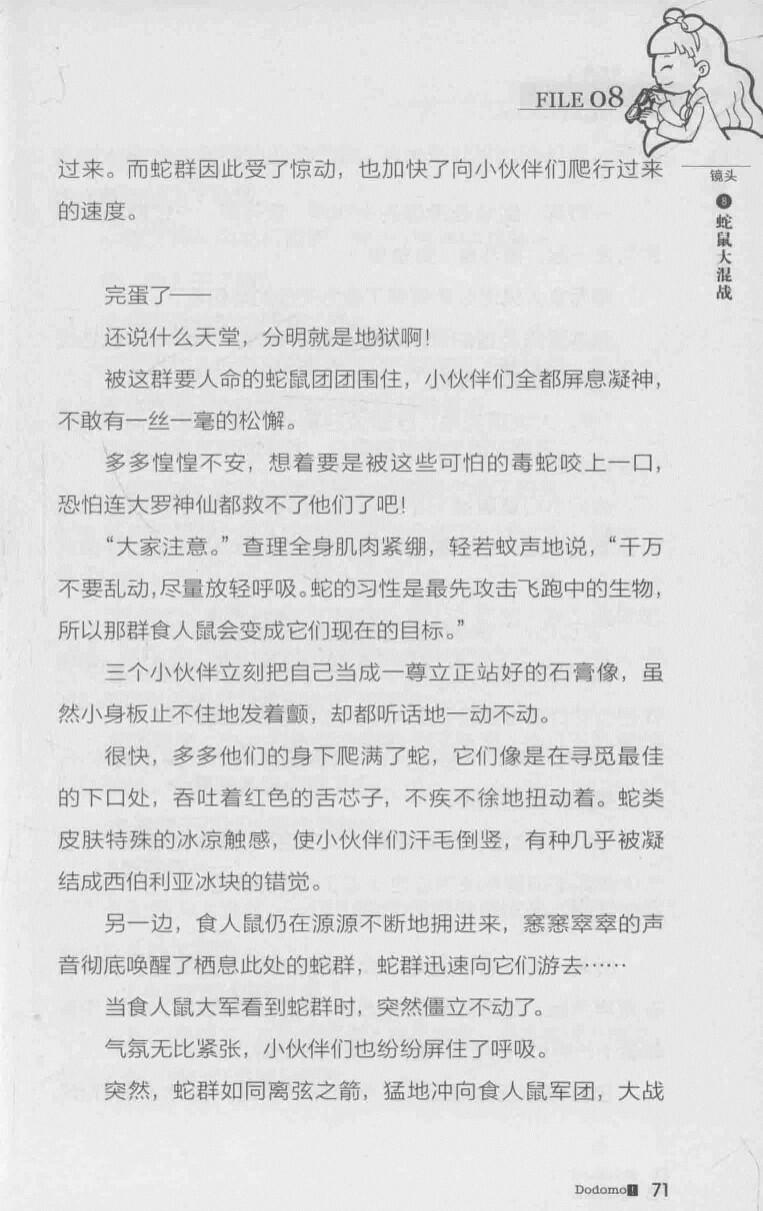 FILE 08
镜头
8
蛇鼠大混战
过来。而蛇群因此受了惊动，也加快了向小伙伴们爬行过来
的速度。
完蛋了——
还说什么天堂，分明就是地狱啊！
被这群要人命的蛇鼠团团围住，小伙伴们全都屏息凝神，
不敢有一丝一毫的松懈。
多多惶惶不安，想着要是被这些可怕的毒蛇咬上一口，
恐怕连大罗神仙都救不了他们了吧！
“大家注意。”查理全身肌肉紧绷，轻若蚊声地说，“千万
不要乱动，尽量放轻呼吸。蛇的习性是最先攻击飞跑中的生物，
所以那群食人鼠会变成它们现在的目标。”
三个小伙伴立刻把自己当成一尊立正站好的石膏像，虽
然小身板止不住地发着颤，却都听话地一动不动。
很快，多多他们的身下爬满了蛇，它们像是在寻觅最佳
的下口处，吞吐着红色的舌芯子，不疾不徐地扭动着。蛇类
皮肤特殊的冰凉触感，使小伙伴们汗毛倒竖，有种几乎被凝
结成西伯利亚冰块的错觉。
另一边，食人鼠仍在源源不断地拥进来，窸窸窣窣的声
音彻底唤醒了栖息此处的蛇群，蛇群迅速向它们游去……
当食人鼠大军看到蛇群时，突然僵立不动了。
气氛无比紧张，小伙伴们也纷纷屏住了呼吸。
突然，蛇群如同离弦之箭，猛地冲向食人鼠军团，大战
Dodomo! 71